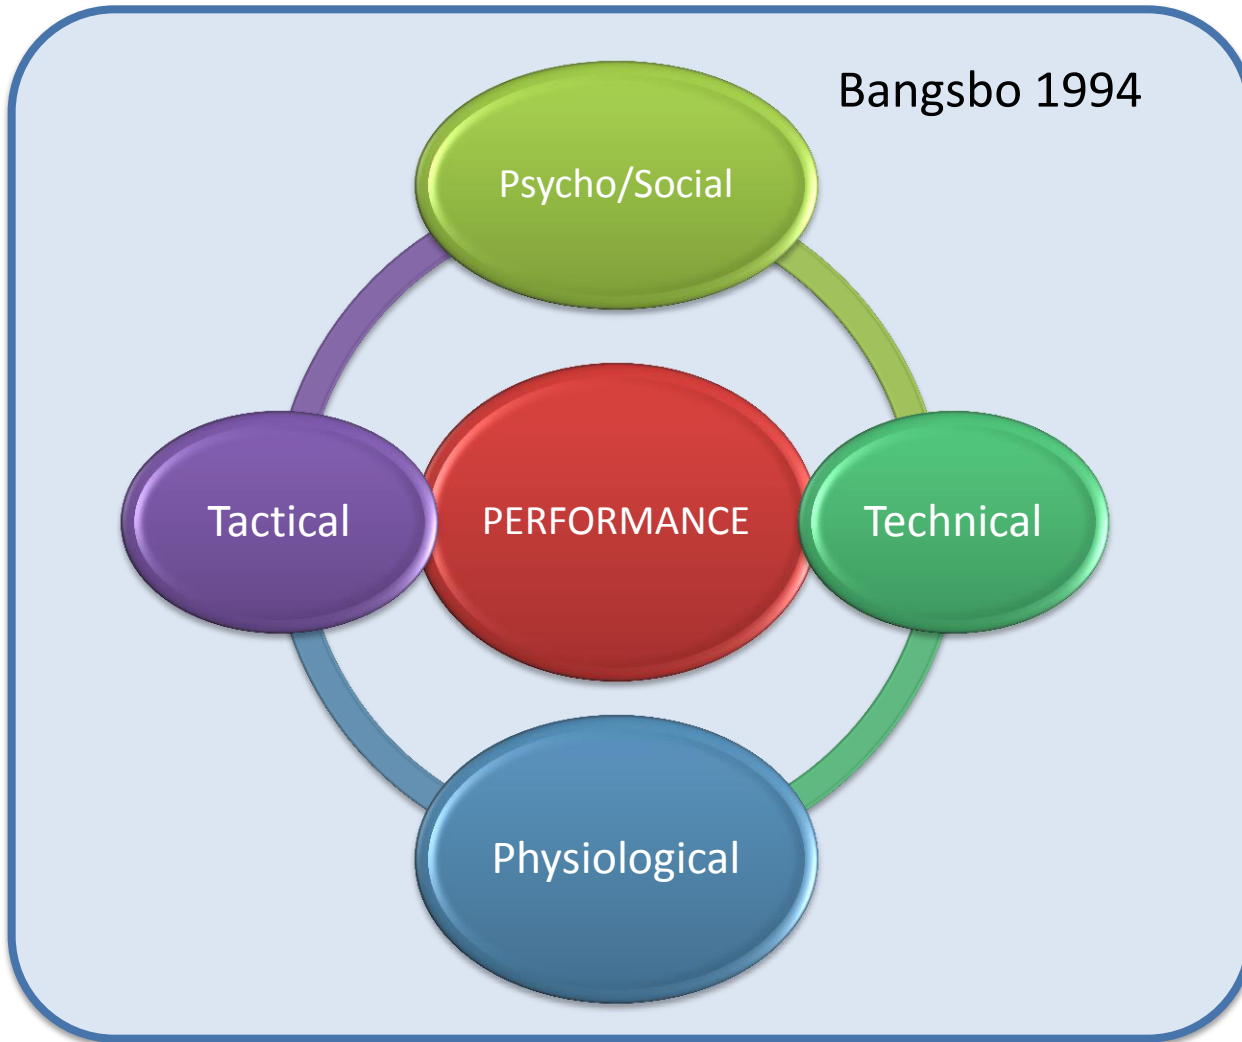 Bangsbo 1994
Psycho/Social
Tactical
PERFORMANCE
Technical
Physiological